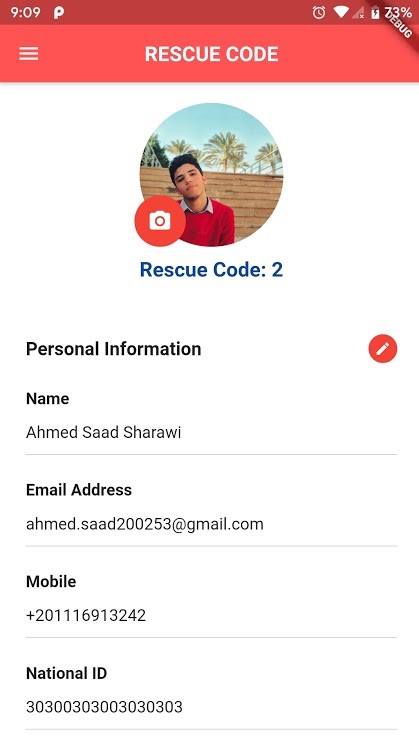 9:09
73%
DEBUG
RESCUE CODE
Rescue Code: 2
Personal Information
Name
Ahmed Saad Sharawi
Email Address
ahmed.saad200253@gmail.com
Mobile
+201116913242
National ID
30300303003030303